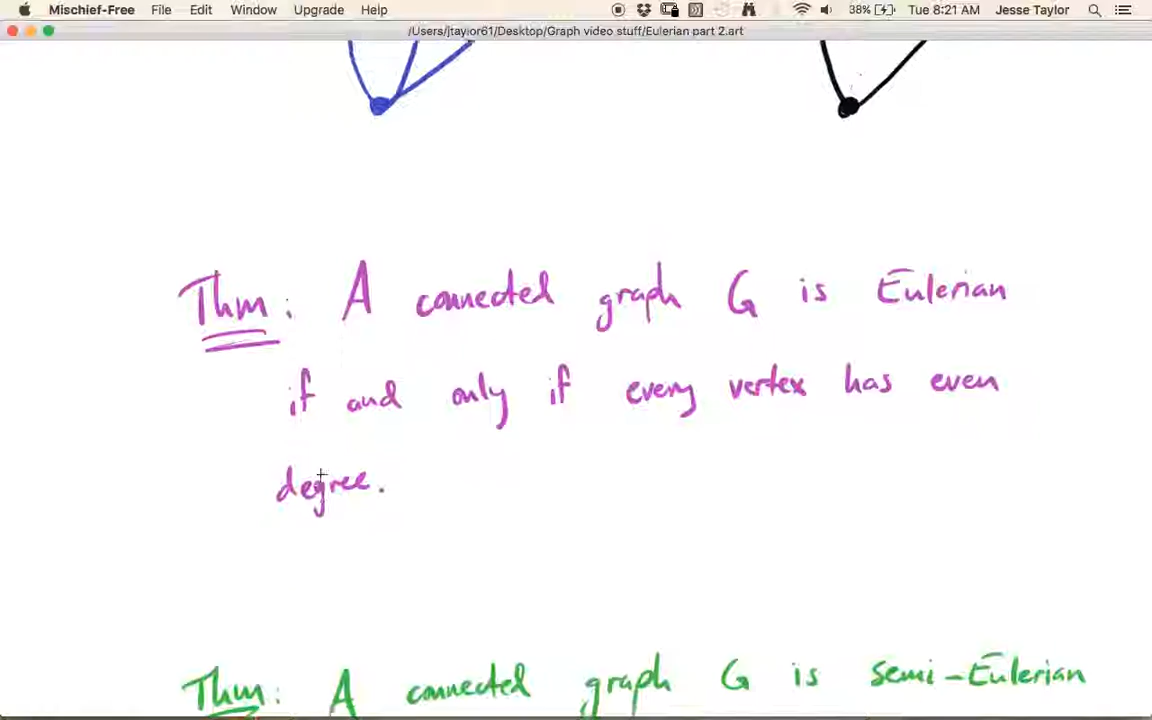 Mischief-Free File Edit Window Upgrade Help 38% Tue 8:21 AM Jesse Taylor
/Users/jtaylor61/Desktop/Graph video stuff/Eulerian part 2.art
Thm: A connected graph G is Eulerian
if and only if every vertex has even
degree.
Thm: A connected graph G is semi-Eulerian